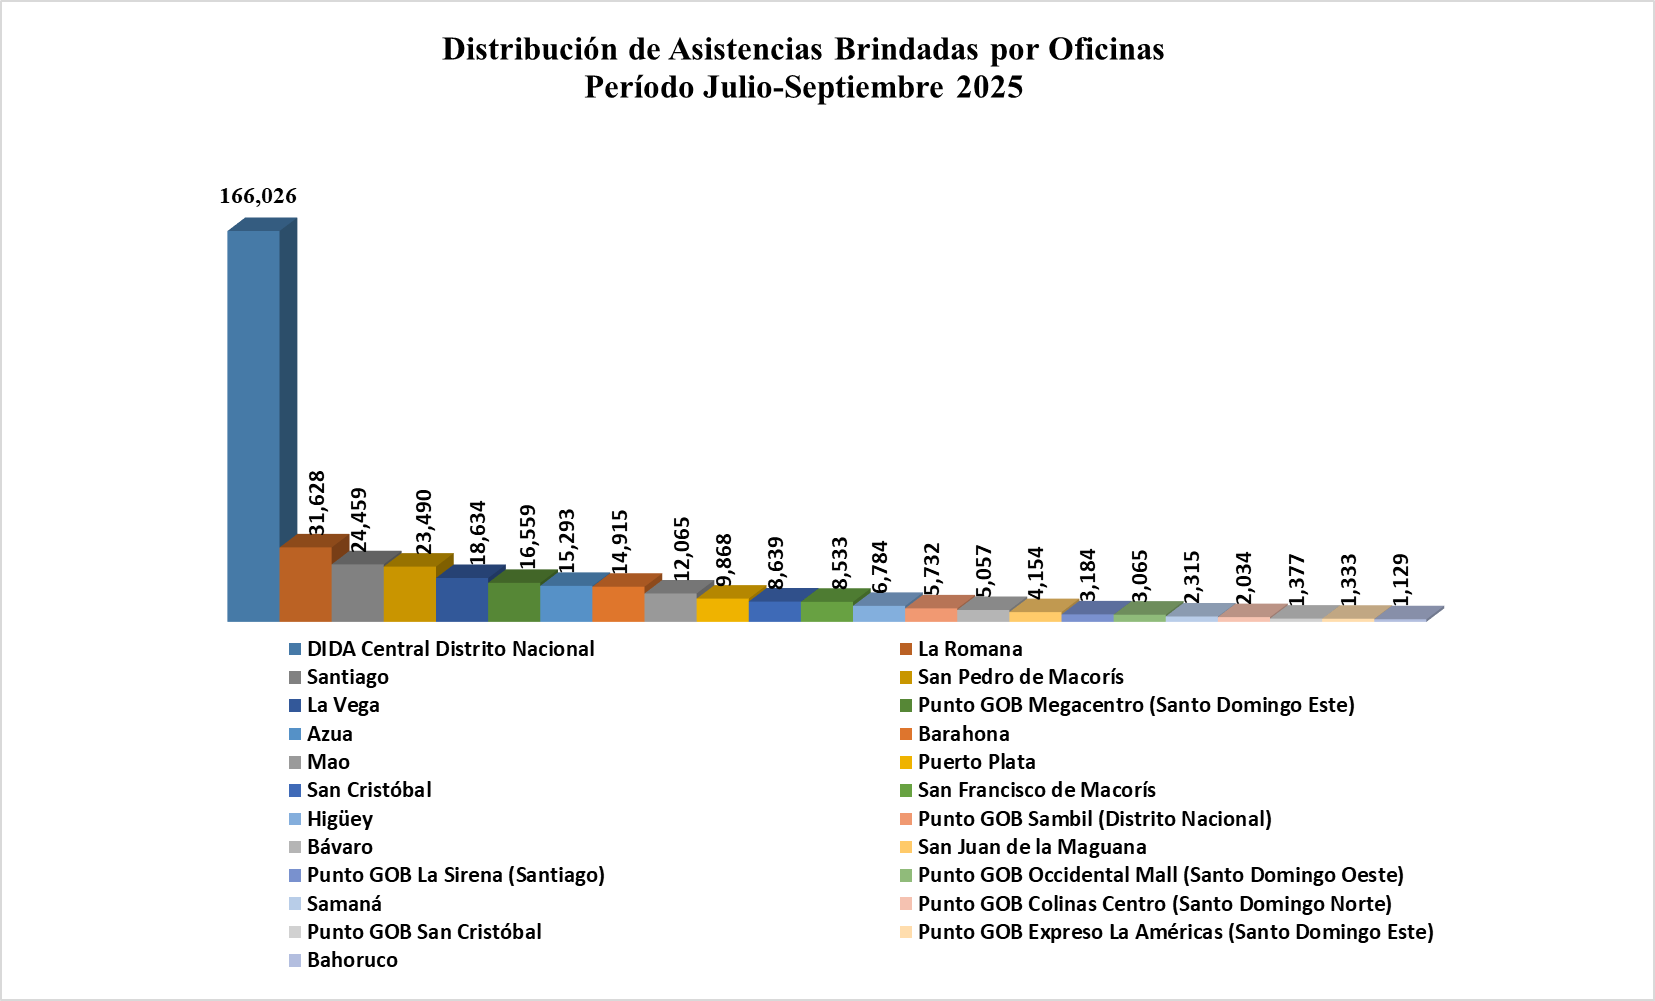 Distribución de Asistencias Brindadas por Oficinas
Período Julio-Septiembre 2025
166,026
31,628
24,459
23,490
18,634
16,559
15,293
14,915
12,065
9,868
8,639
8,533
6,784
5,732
5,057
4,154
3,184
3,065
2,315
2,034
1,377
1,333
1,129
DIDA Central Distrito Nacional
La Romana
Santiago
San Pedro de Macorís
La Vega
Punto GOB Megacentro (Santo Domingo Este)
Azua
Barahona
Mao
Puerto Plata
San Cristóbal
San Francisco de Macorís
Higüey
Punto GOB Sambil (Distrito Nacional)
Bávaro
San Juan de la Maguana
Punto GOB La Sirena (Santiago)
Punto GOB Occidental Mall (Santo Domingo Oeste)
Samaná
Punto GOB Colinas Centro (Santo Domingo Norte)
Punto GOB San Cristóbal
Punto GOB Expreso La Américas (Santo Domingo Este)
Bahoruco